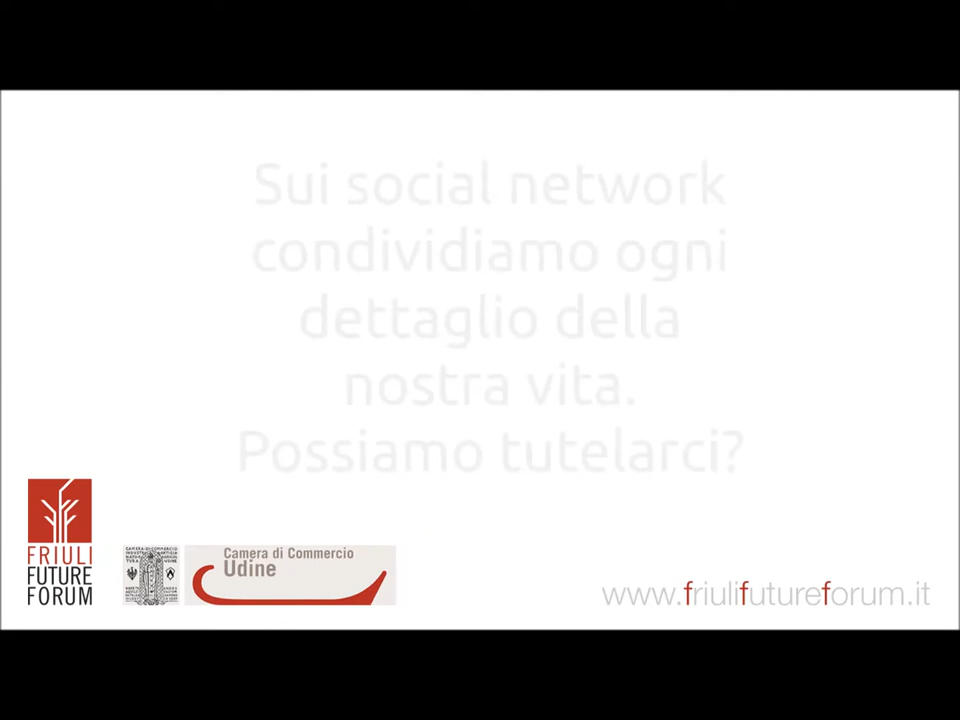 Sui social network
condividiamo ogni
dettaglio della
nostra vita.
Possiamo tutelarci?
FRIULI
FUTURE
FORUM
Camera di Commercio
Udine
www.friulifutureforum.it